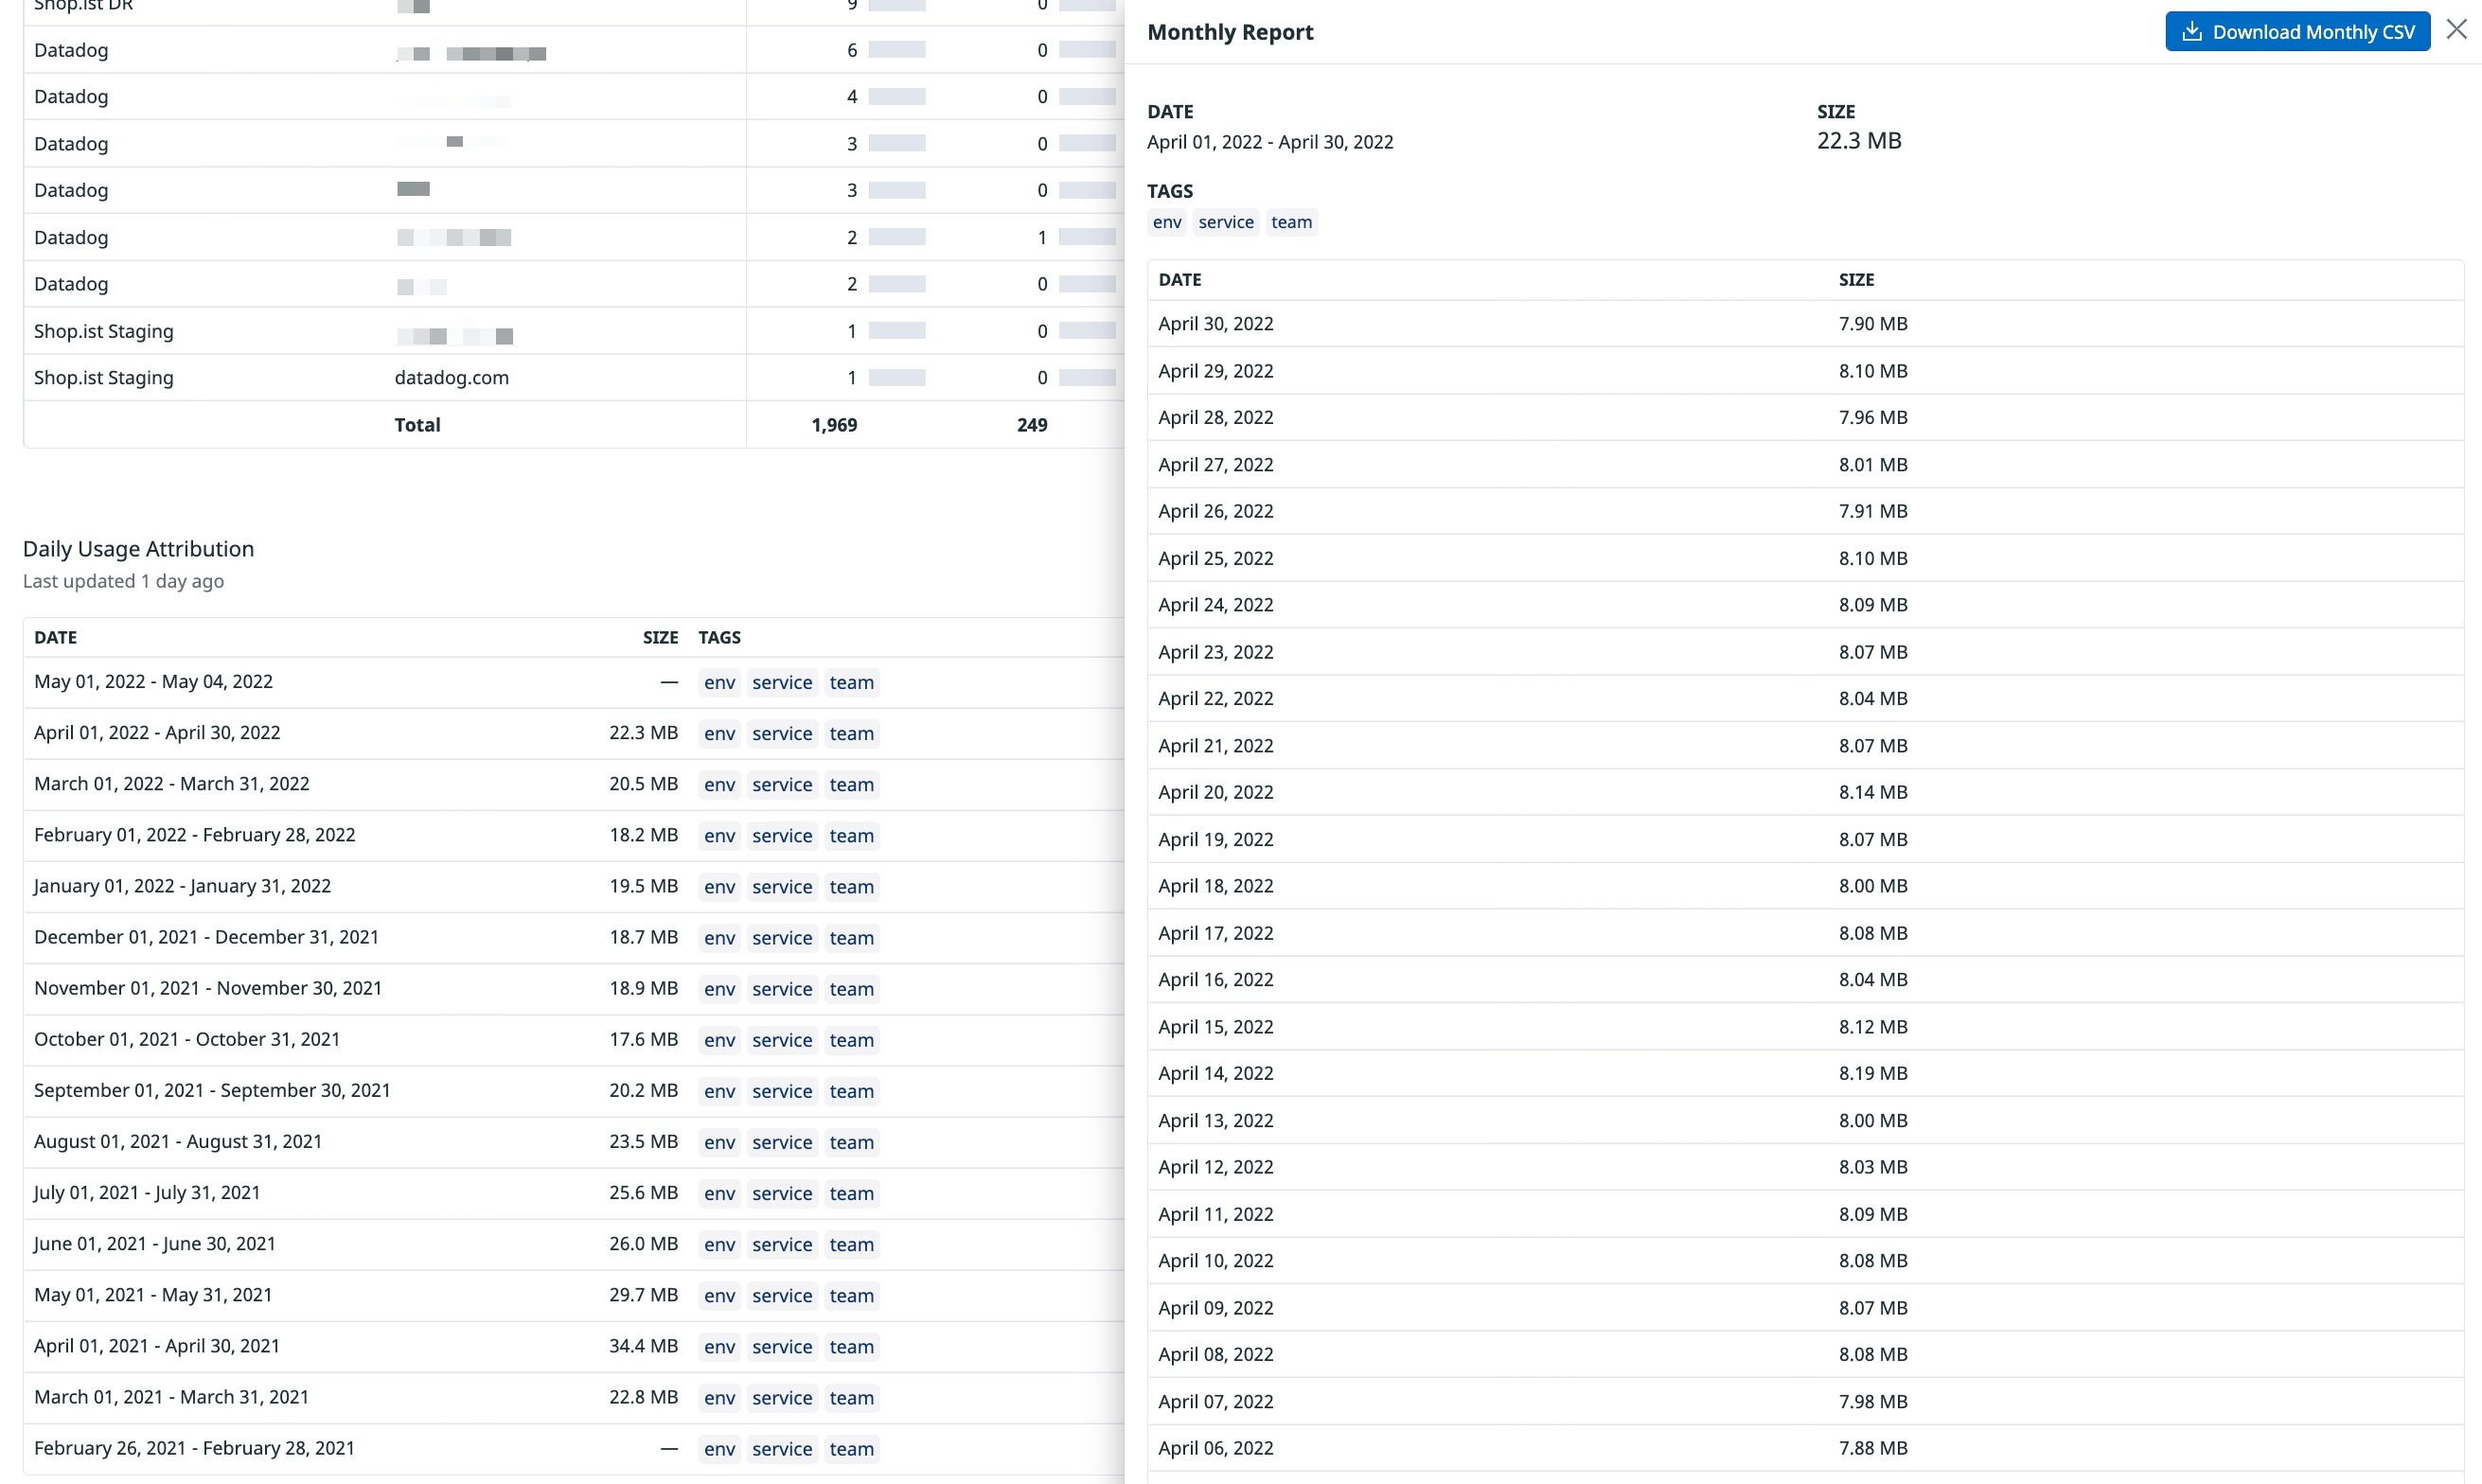 Shop.ist DR 9 0
Datadog 6 0
Datadog 4 0
Datadog 3 0
Datadog 3 0
Datadog 2 1
Datadog 2 0
Shop.ist Staging 1 0
Shop.ist Staging datadog.com 1 0
Total 1,969 249
Daily Usage Attribution
Last updated 1 day ago
DATE SIZE TAGS
May 01, 2022 - May 04, 2022 — env service team
April 01, 2022 - April 30, 2022 22.3 MB env service team
March 01, 2022 - March 31, 2022 20.5 MB env service team
February 01, 2022 - February 28, 2022 18.2 MB env service team
January 01, 2022 - January 31, 2022 19.5 MB env service team
December 01, 2021 - December 31, 2021 18.7 MB env service team
November 01, 2021 - November 30, 2021 18.9 MB env service team
October 01, 2021 - October 31, 2021 17.6 MB env service team
September 01, 2021 - September 30, 2021 20.2 MB env service team
August 01, 2021 - August 31, 2021 23.5 MB env service team
July 01, 2021 - July 31, 2021 25.6 MB env service team
June 01, 2021 - June 30, 2021 26.0 MB env service team
May 01, 2021 - May 31, 2021 29.7 MB env service team
April 01, 2021 - April 30, 2021 34.4 MB env service team
March 01, 2021 - March 31, 2021 22.8 MB env service team
February 26, 2021 - February 28, 2021 — env service team
Monthly Report
Download Monthly CSV
DATE SIZE
April 01, 2022 - April 30, 2022 22.3 MB
TAGS
env service team
DATE SIZE
April 30, 2022 7.90 MB
April 29, 2022 8.10 MB
April 28, 2022 7.96 MB
April 27, 2022 8.01 MB
April 26, 2022 7.91 MB
April 25, 2022 8.10 MB
April 24, 2022 8.09 MB
April 23, 2022 8.07 MB
April 22, 2022 8.04 MB
April 21, 2022 8.07 MB
April 20, 2022 8.14 MB
April 19, 2022 8.07 MB
April 18, 2022 8.00 MB
April 17, 2022 8.08 MB
April 16, 2022 8.04 MB
April 15, 2022 8.12 MB
April 14, 2022 8.19 MB
April 13, 2022 8.00 MB
April 12, 2022 8.03 MB
April 11, 2022 8.09 MB
April 10, 2022 8.08 MB
April 09, 2022 8.07 MB
April 08, 2022 8.08 MB
April 07, 2022 7.98 MB
April 06, 2022 7.88 MB